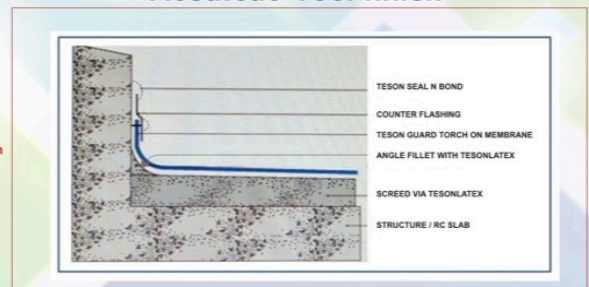 TESON SEAL N BOND
COUNTER FLASHING
TESON GUARD TORCH ON MEMBRANE
ANGLE FILLET WITH TESONLATEX
SCREED VIA TESONLATEX
STRUCTURE / RC SLAB